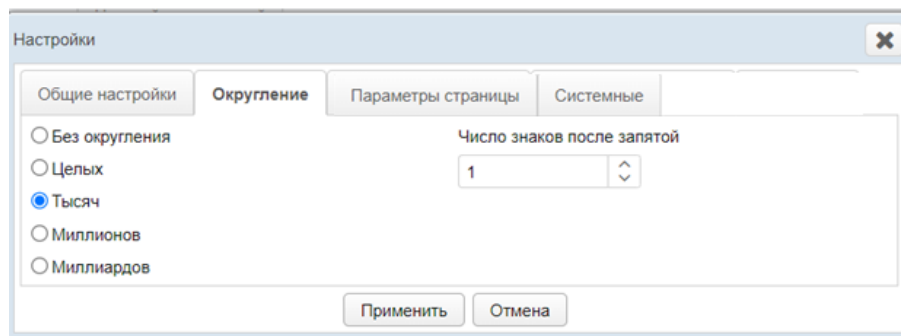 Настройки
Общие настройки Округление Параметры страницы Системные
Без округления Число знаков после запятой
Целых 1
Тысяч
Миллионов
Миллиардов
Применить Отмена